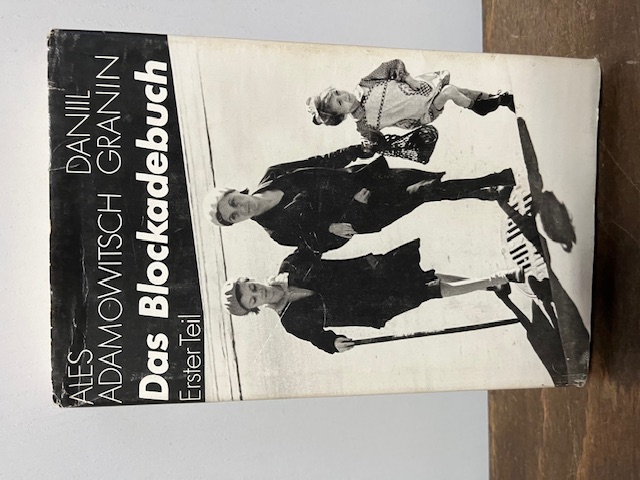 ALES DANIIL
ADAMOWITSCH GRANIN
Das Blockadebuch
Erster Teil